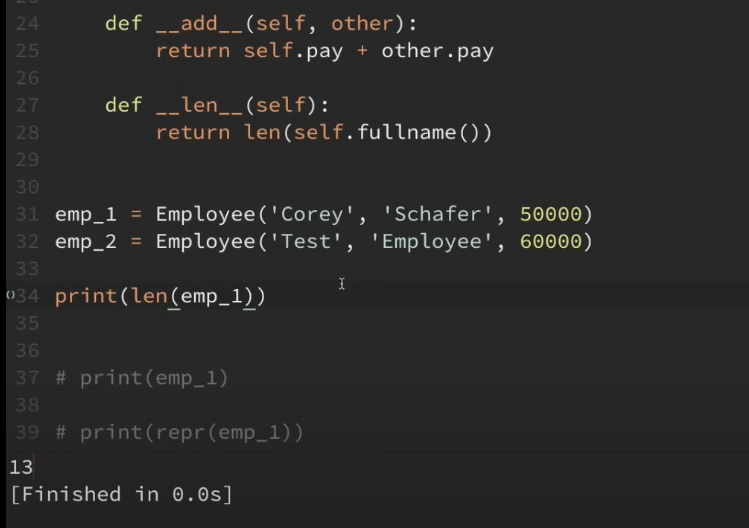 24 def __add__(self, other):
25 return self.pay + other.pay
26
27 def __len__(self):
28 return len(self.fullname())
29
30
31 emp_1 = Employee('Corey', 'Schafer', 50000)
32 emp_2 = Employee('Test', 'Employee', 60000)
33
34 print(len(emp_1))
35
36
37 # print(emp_1)
38
39 # print(repr(emp_1))
13
[Finished in 0.0s]